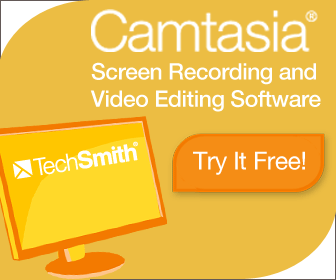 Camtasia®
Screen Recording and
Video Editing Software
TechSmith®
Try It Free!